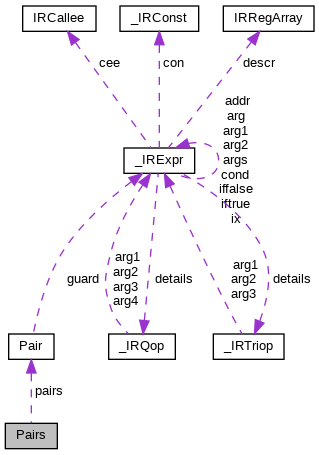 IRCallee
_IRConst
IRRegArray
cee
con
descr
addr
arg
arg1
arg2
args
cond
iffalse
iftrue
ix
_IRExpr
guard
arg1
arg2
arg3
arg4
details
arg1
arg2
arg3
details
Pair
_IRQop
_IRTriop
pairs
Pairs